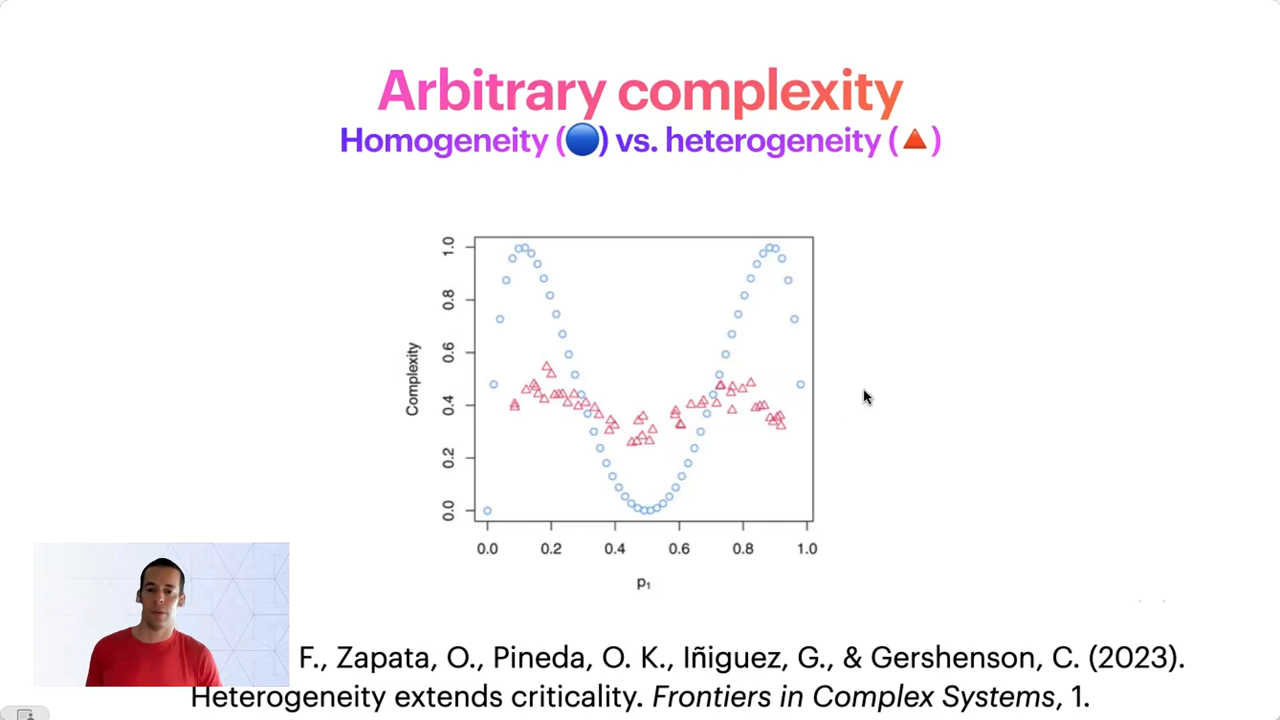 Arbitrary complexity
Homogeneity (🔵) vs. heterogeneity (🔺)
1.0
0.8
0.6
0.4
0.2
0.0
Complexity
0.0 0.2 0.4 0.6 0.8 1.0
p₁
F., Zapata, O., Pineda, O. K., Iñiguez, G., & Gershenson, C. (2023).
Heterogeneity extends criticality. Frontiers in Complex Systems, 1.